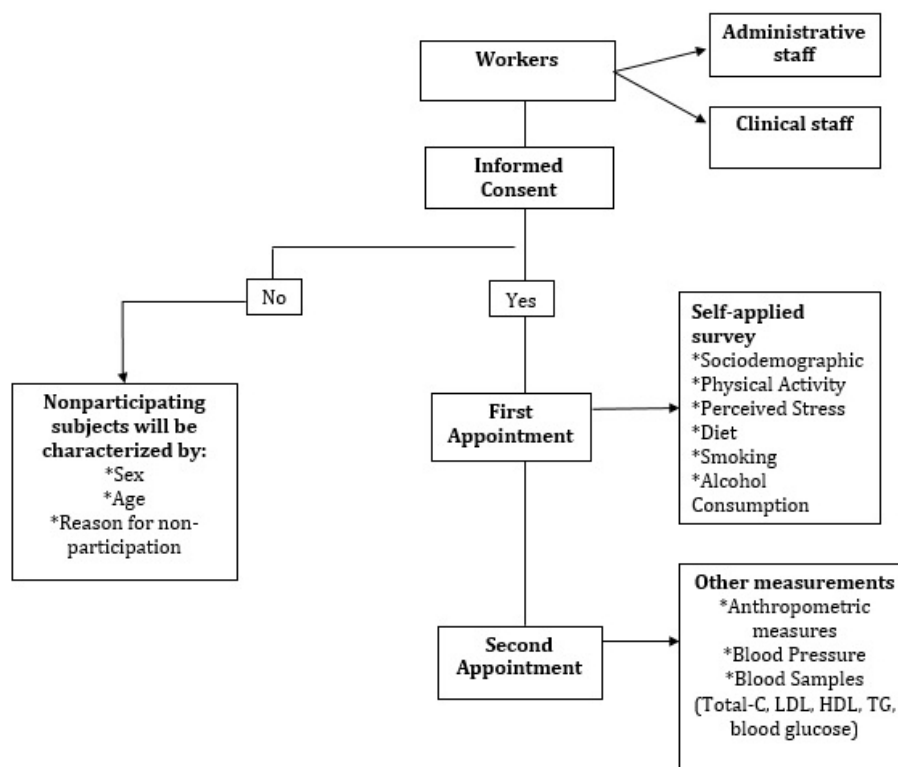 Administrative
staff
Workers
Clinical staff
Informed
Consent
No
Yes
Self-applied
survey
*Sociodemographic
*Physical Activity
*Perceived Stress
*Diet
*Smoking
*Alcohol
Consumption
First
Appointment
Nonparticipating
subjects will be
characterized by:
*Sex
*Age
*Reason for non-
participation
Other measurements
*Anthropometric
measures
*Blood Pressure
*Blood Samples
(Total-C, LDL, HDL, TG,
blood glucose)
Second
Appointment